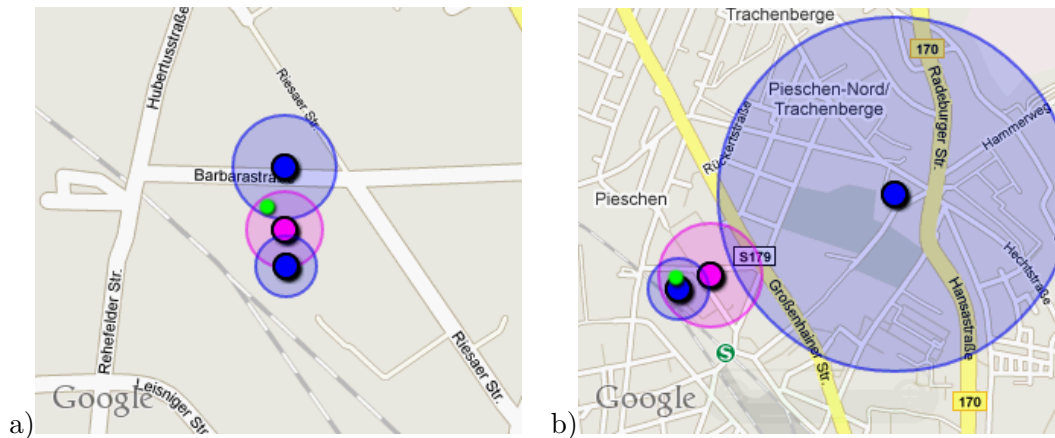 Hubertusstraße
Riesaer Str.
Barbarastraße
Rehefelder Str.
Riesaer Str.
Leisniger Str.
Google
a)
Trachenberge
170
Pieschen-Nord/
Trachenberge
Radeburger Str.
Hammerweg
Rückertstraße
Pieschen
S179
Hechtstraße
Großenhainer Str.
Hansastraße
S
Google
170
b)